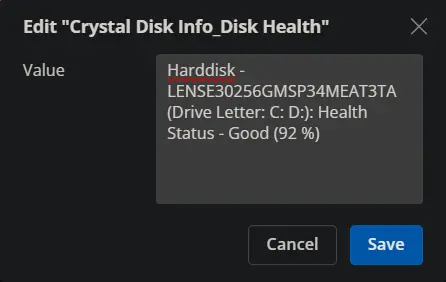 Edit "Crystal Disk Info_Disk Health"
Value
Harddisk -
LENSE30256GMSP34MEAT3TA
(Drive Letter: C: D:): Health
Status - Good (92 %)
Cancel
Save